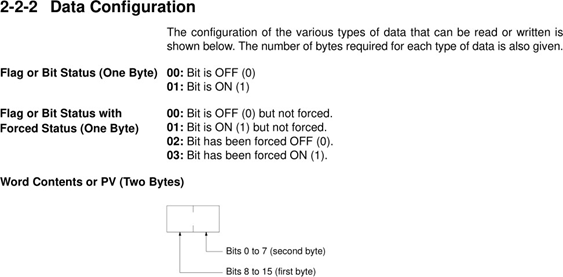 2-2-2 Data Configuration
The configuration of the various types of data that can be read or written is
shown below. The number of bytes required for each type of data is also given.
Flag or Bit Status (One Byte) 00: Bit is OFF (0)
01: Bit is ON (1)
Flag or Bit Status with 00: Bit is OFF (0) but not forced.
Forced Status (One Byte) 01: Bit is ON (1) but not forced.
02: Bit has been forced OFF (0).
03: Bit has been forced ON (1).
Word Contents or PV (Two Bytes)
Bits 0 to 7 (second byte)
Bits 8 to 15 (first byte)